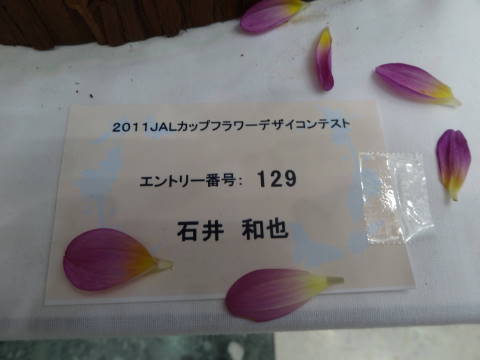 2011JALカップフラワーデザイコンテスト
エントリー番号: 129
石井 和也